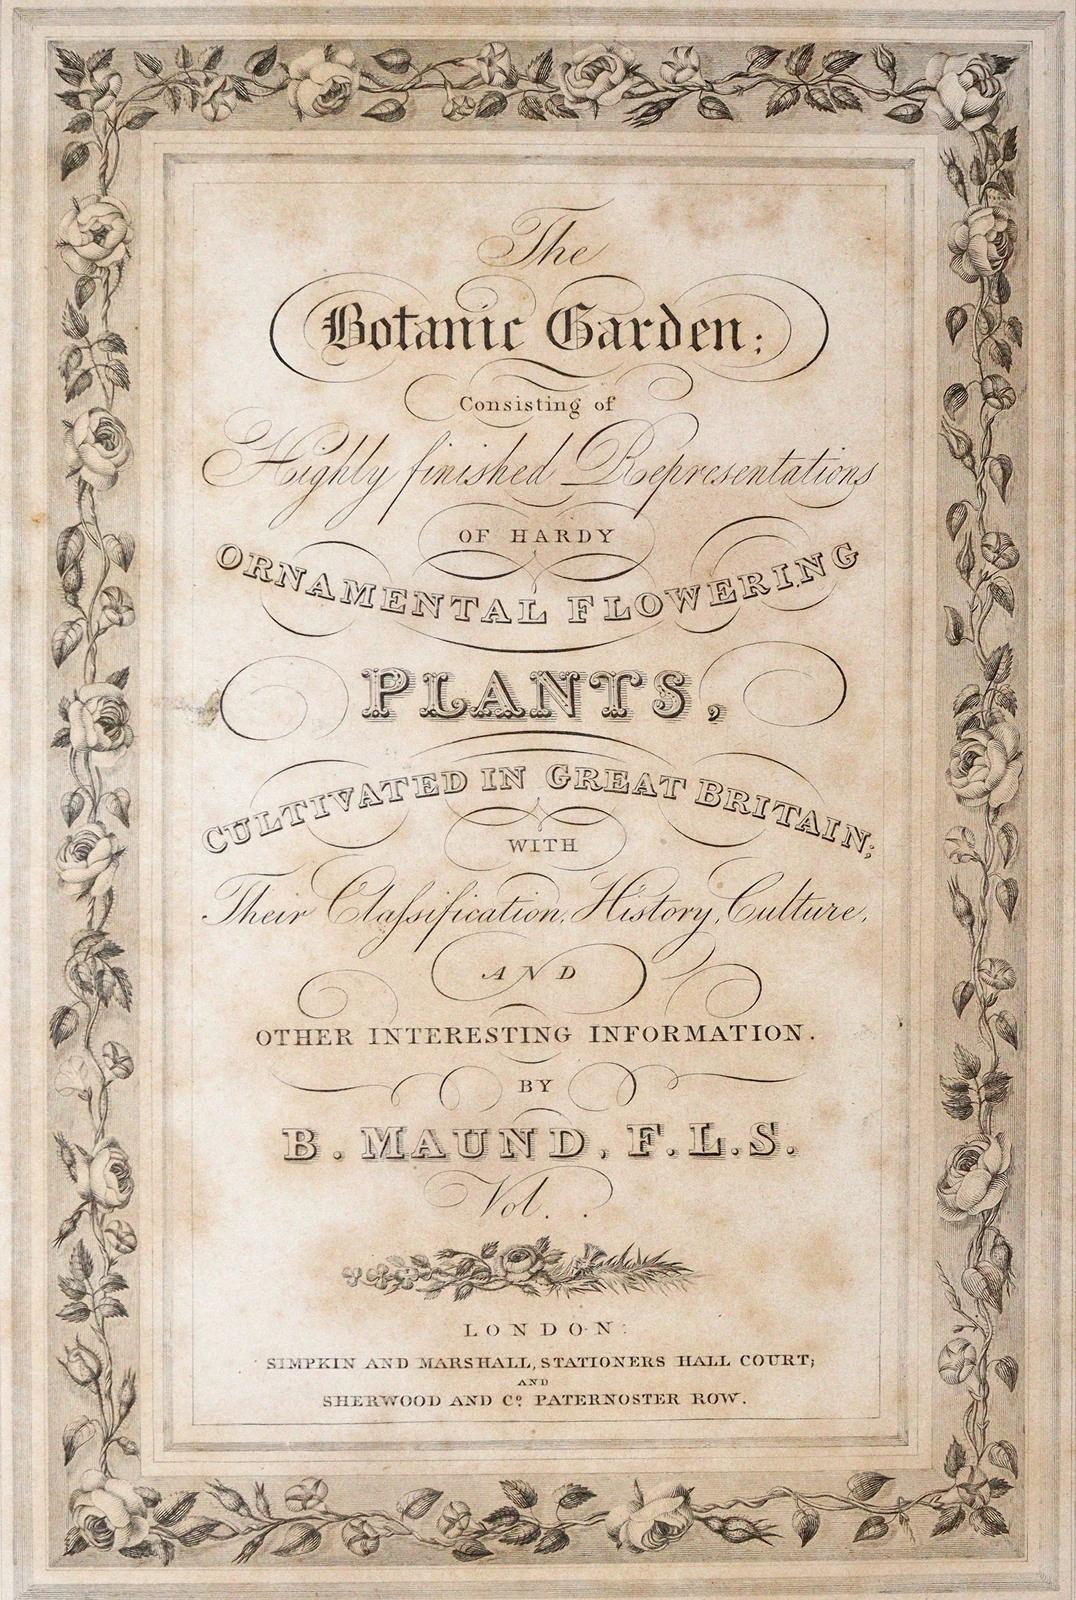 The
Botanic Garden;
Consisting of
Highly finished Representations
OF HARDY
ORNAMENTAL FLOWERING
PLANTS,
CULTIVATED IN GREAT BRITAIN;
WITH
Their Claſsification, History, Culture,
AND
OTHER INTERESTING INFORMATION.
BY
B. MAUND, F.L.S.
Vol. .
LONDON:
SIMPKIN AND MARSHALL, STATIONERS HALL COURT;
AND
SHERWOOD AND Co. PATERNOSTER ROW.